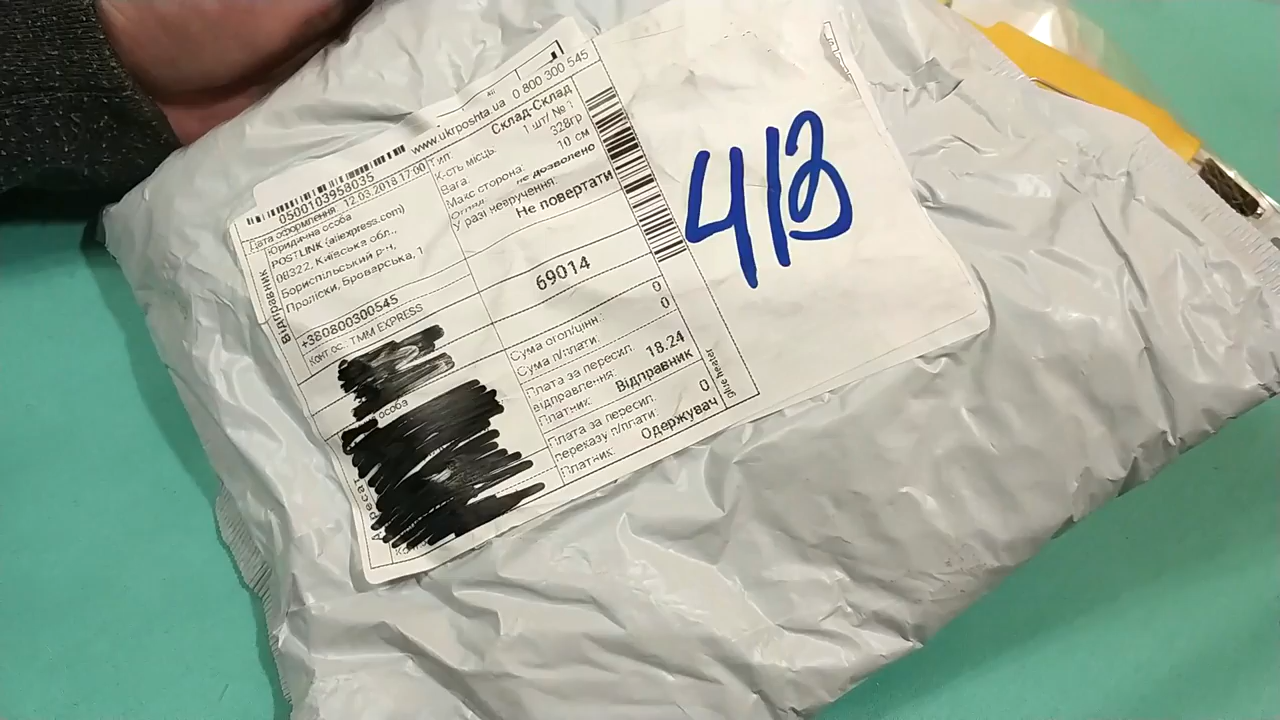 www.ukrposhta.ua 0 800 300 545
0500103958035
Дата оформлення 12.03.2018 17:00
Відправник
Юридична особа
POSTLINK (aliexpress.com)
08322, Київська обл.,
Бориспільський р-н,
Проліски, Броварська, 1
+380800300545
Конт ос.: TMM EXPRESS
особа
Адресат
Тип: Склад-Склад
К-сть місць: 1 шт/ №
Вага 328гр
Макс сторона: 10 см
не дозволено
У разі невручення:
Не повертати
69014
Сума огол/цінн: 0
Сума п/плати: 0
Плата за пересил.
відправлення: 18.24
Платник: Відправник
Плата за пересил.
переказу п/плати: 0
Платник: Одержувач
glue heater
413